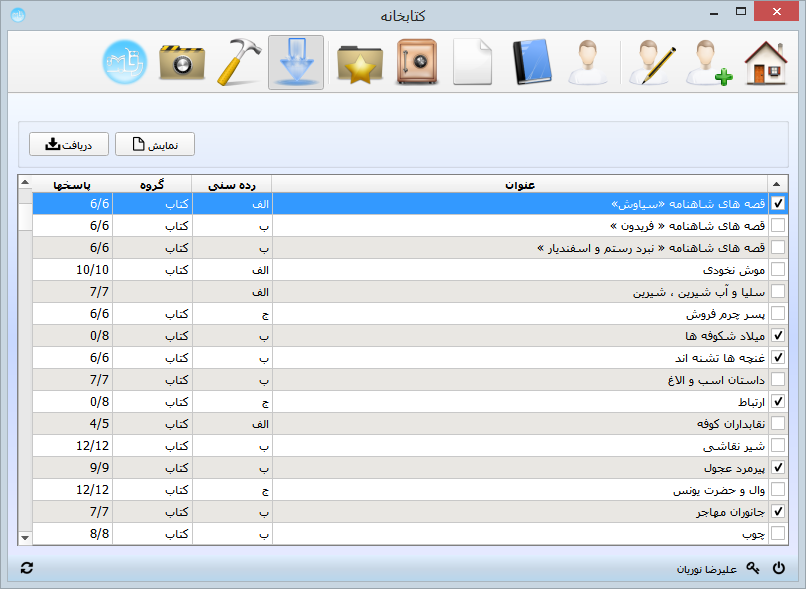 کتابخانه
نمایش دریافت
عنوان رده سنی گروه پاسخها
قصه های شاهنامه «سیاوش» الف کتاب 6/6
قصه های شاهنامه « فریدون » ب کتاب 6/6
قصه های شاهنامه « نبرد رستم و اسفندیار » ب کتاب 6/6
موش نخودی الف کتاب 10/10
سلیا و آب شیرین ، شیرین الف 7/7
پسر چرم فروش ج کتاب 6/6
میلاد شکوفه ها ب کتاب 0/8
غنچه ها تشنه اند ب کتاب 6/6
داستان اسب و الاغ ب کتاب 7/7
ارتباط ج کتاب 0/8
نقابداران کوفه الف کتاب 4/5
شیر نقاشی ب کتاب 12/12
پیرمرد عجول ب کتاب 9/9
وال و حضرت یونس ج کتاب 12/12
جانوران مهاجر ب کتاب 7/7
چوب ب کتاب 8/8
علیرضا نوریان